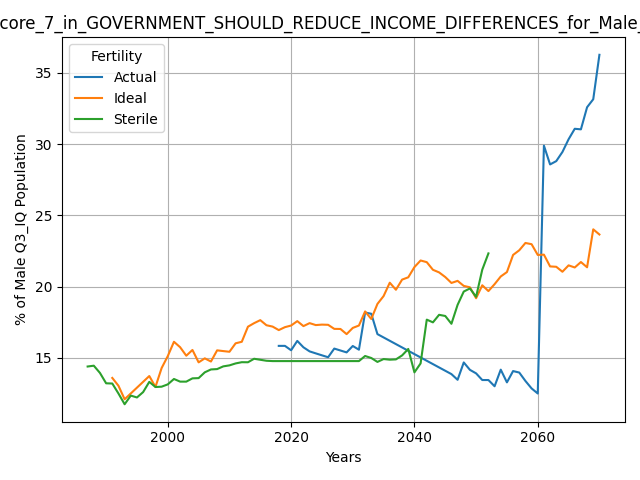 core_7_in_GOVERNMENT_SHOULD_REDUCE_INCOME_DIFFERENCES_for_Male_
Fertility
Actual
Ideal
Sterile
35
30
25
20
15
% of Male Q3_IQ Population
2000
2020
2040
2060
Years